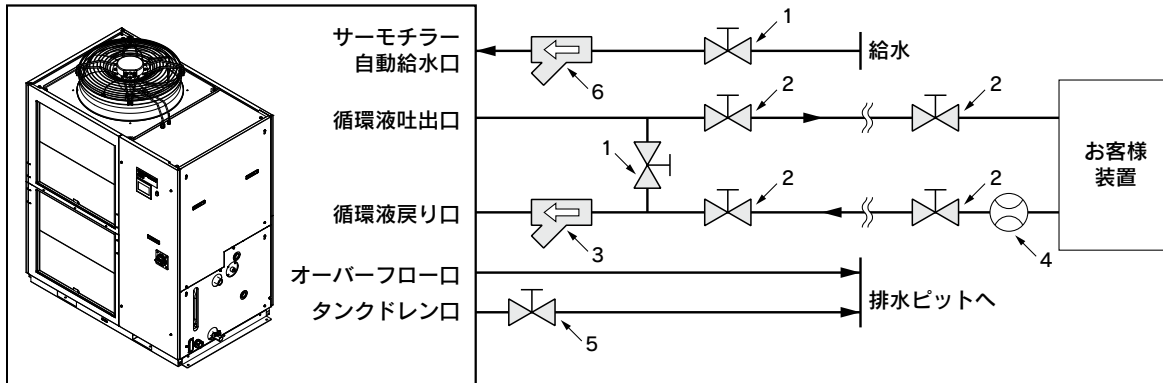 サーモチラー
自動給水口
1
給水
6
循環液吐出口
2
2
1
お客様
装置
循環液戻り口
2
2
3
4
オーバーフロー口
タンクドレン口
排水ピットへ
5